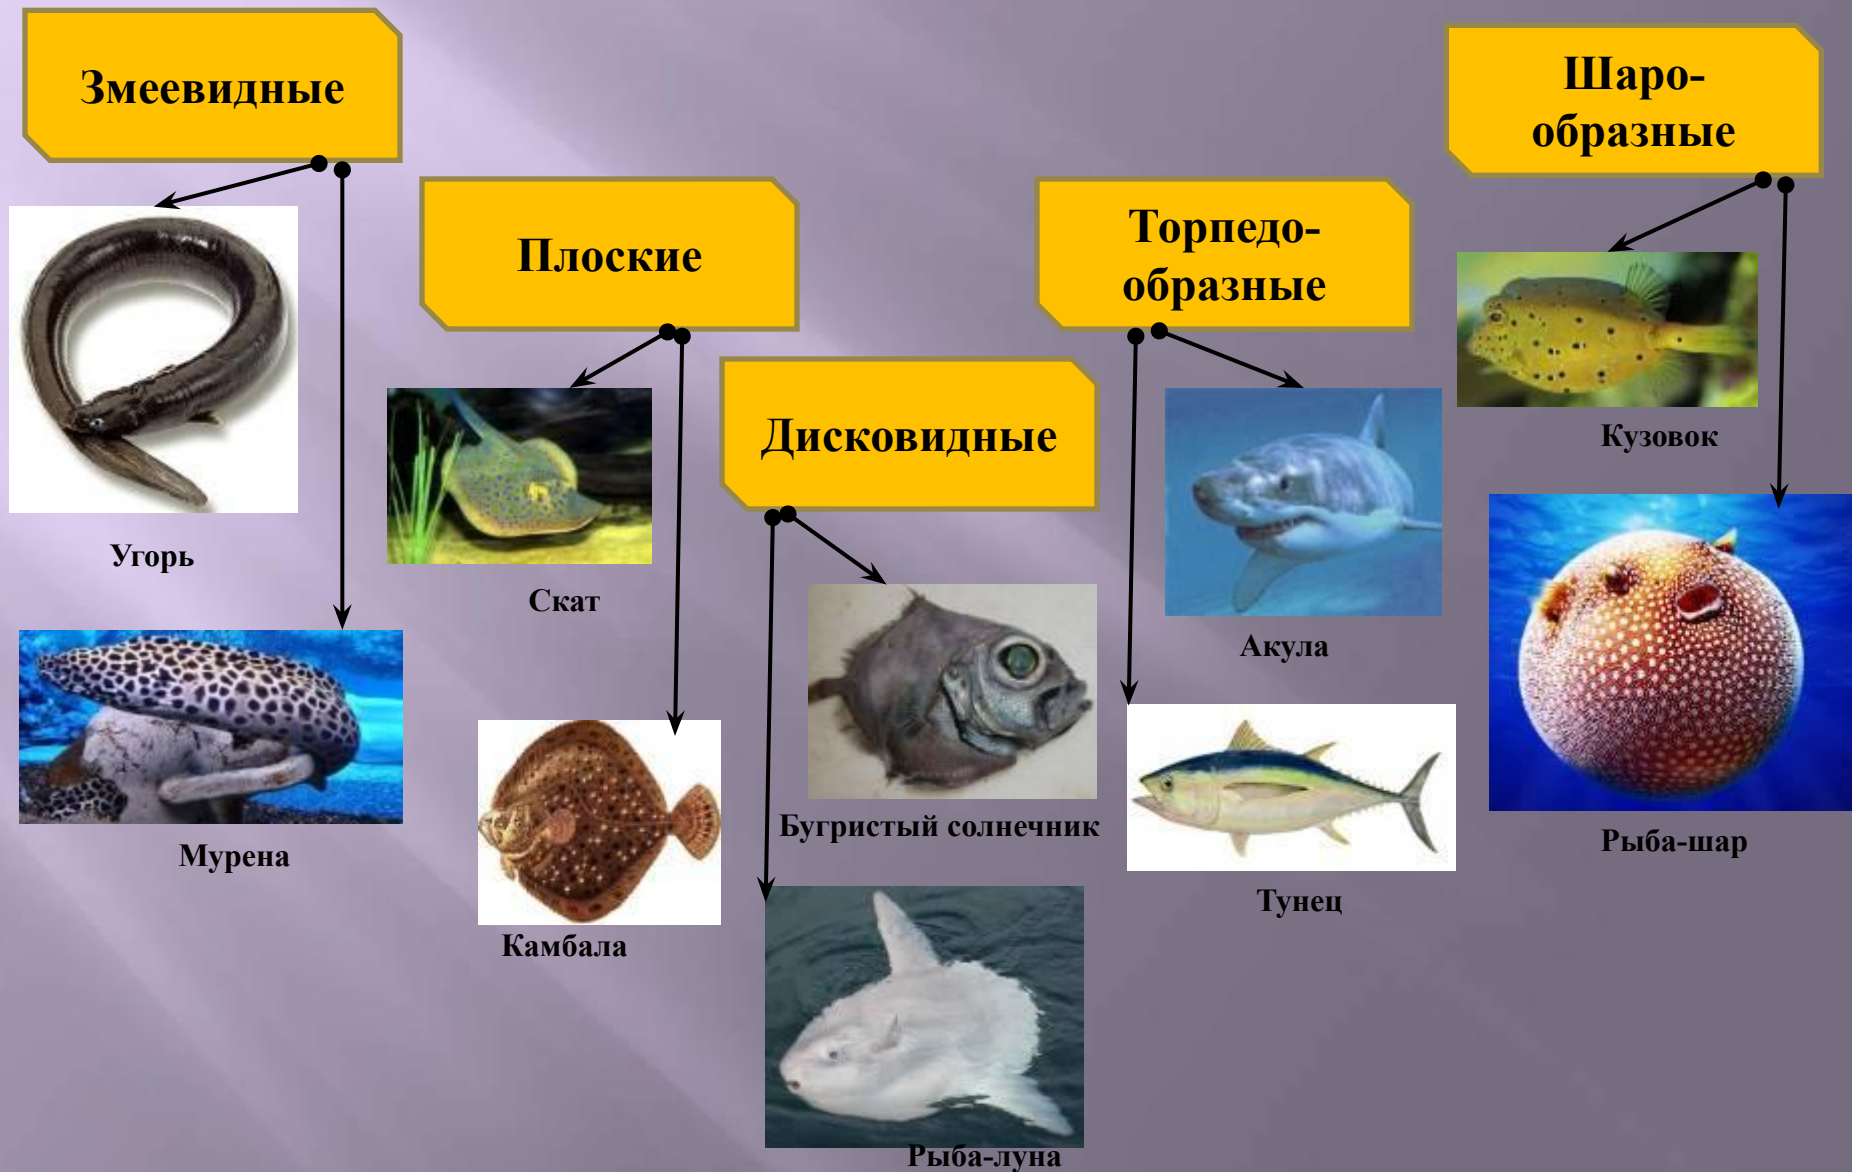 Змеевидные
Угорь
Мурена
Плоские
Скат
Камбала
Дисковидные
Бугристый солнечник
Рыба-луна
Торпедо-
образные
Акула
Тунец
Шаро-
образные
Кузовок
Рыба-шар